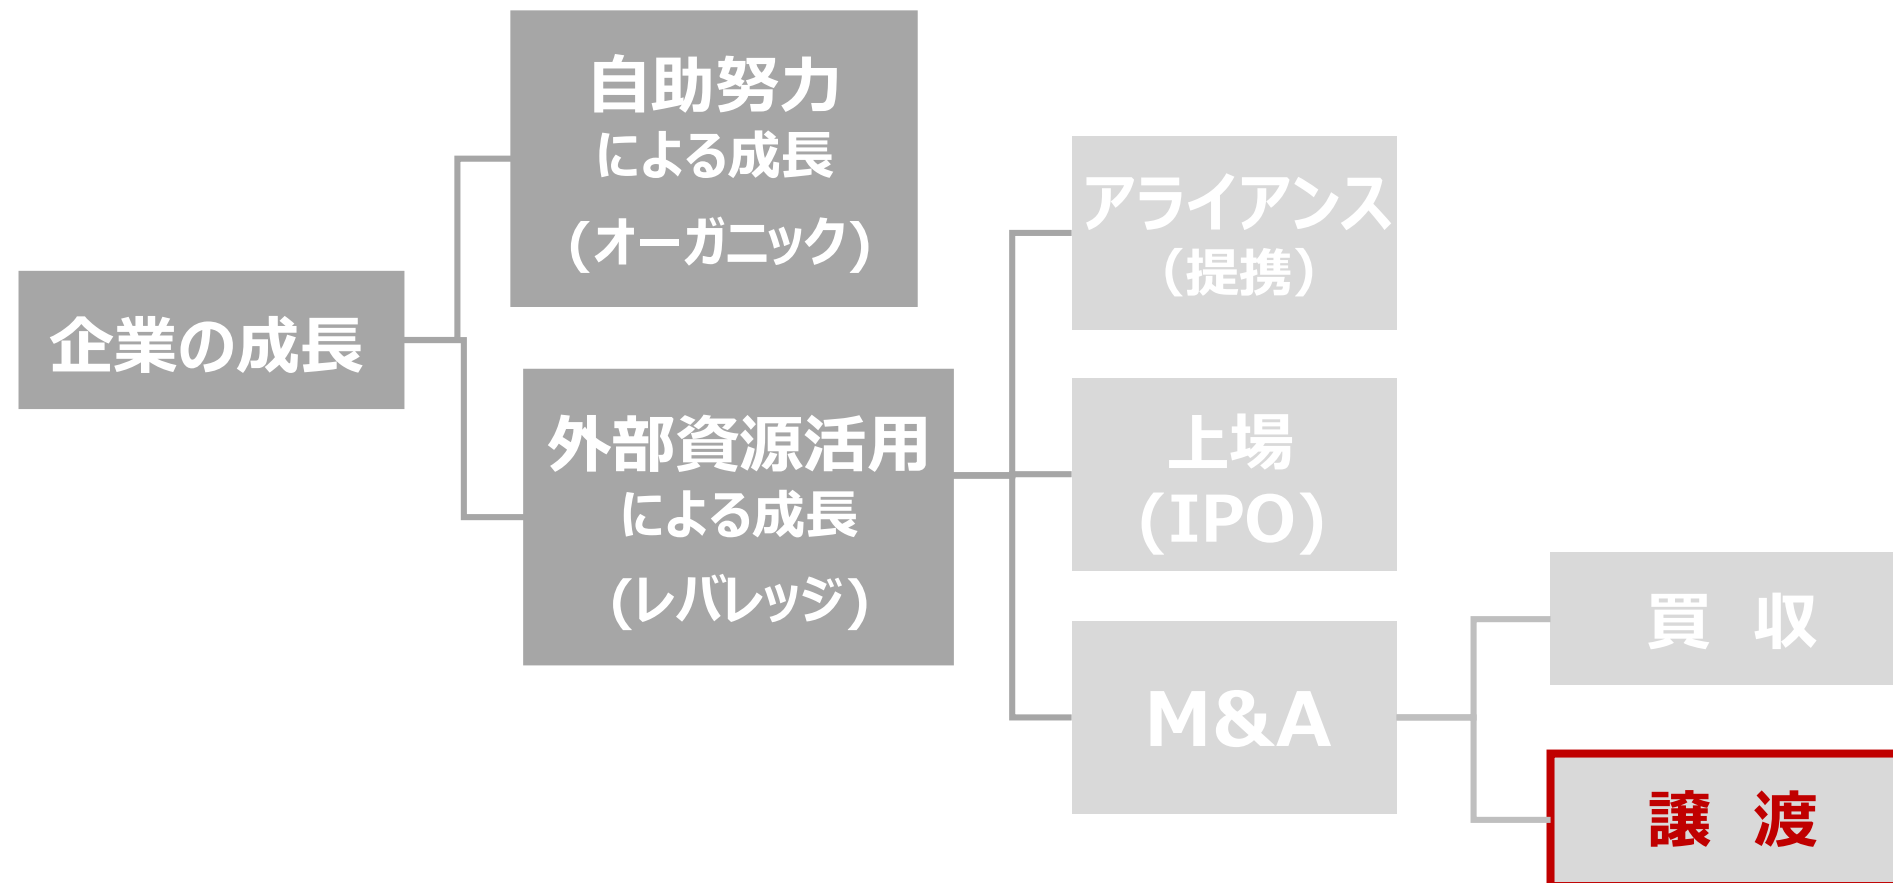 企業の成長
自助努力
による成長
(オーガニック)
外部資源活用
による成長
(レバレッジ)
アライアンス
（提携）
上場
(IPO)
M&A
買　収
譲　渡